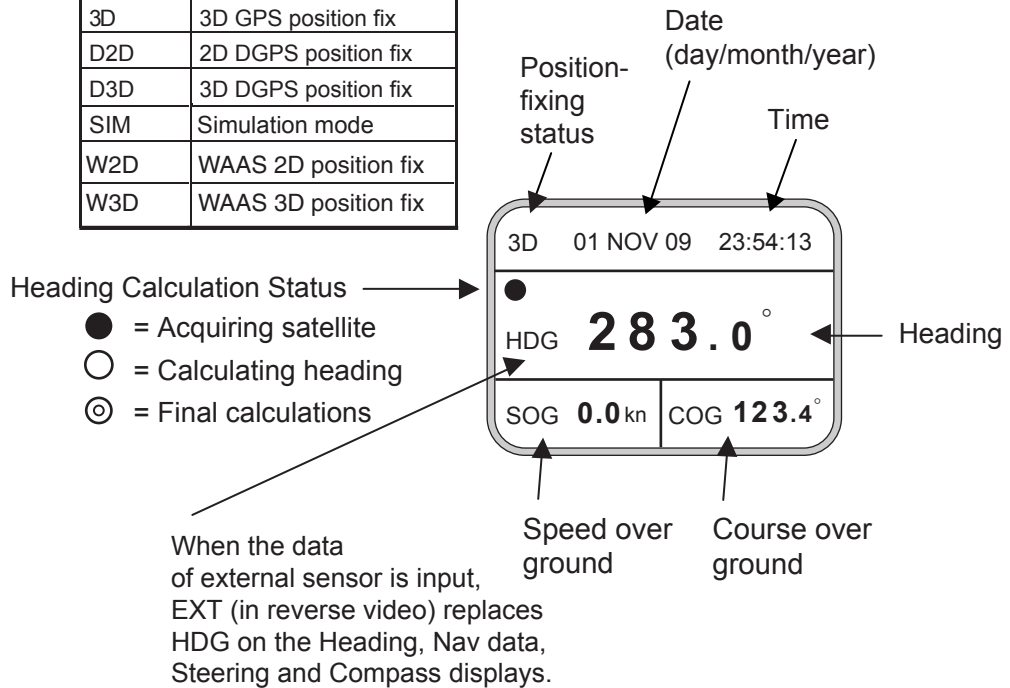 3D 3D GPS position fix
D2D 2D DGPS position fix
D3D 3D DGPS position fix
SIM Simulation mode
W2D WAAS 2D position fix
W3D WAAS 3D position fix
Position-
fixing
status
Date
(day/month/year)
Time
3D 01 NOV 09 23:54:13
Heading Calculation Status
● = Acquiring satellite
○ = Calculating heading
◎ = Final calculations
HDG 283.0°
Heading
SOG 0.0 kn COG 123.4°
Speed over
ground
Course over
ground
When the data
of external sensor is input,
EXT (in reverse video) replaces
HDG on the Heading, Nav data,
Steering and Compass displays.